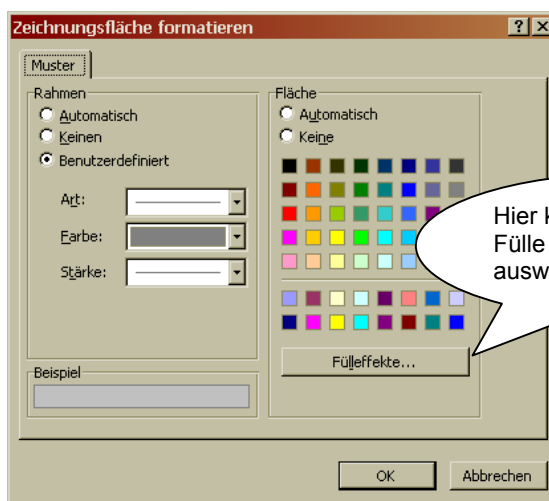 Zeichnungsfläche formatieren
Muster
Rahmen
Automatisch
Keinen
Benutzerdefiniert
Art:
Farbe:
Stärke:
Beispiel
Fläche
Automatisch
Keine
Fülleffekte...
Hier
Fülle
OK
Abbrechen